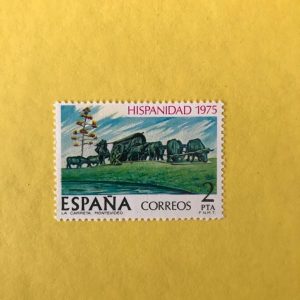 HISPANIDAD 1975
ESPAÑA CORREOS 2 PTA
LA CARRETA. MONTEVIDEO F.N.M.T.